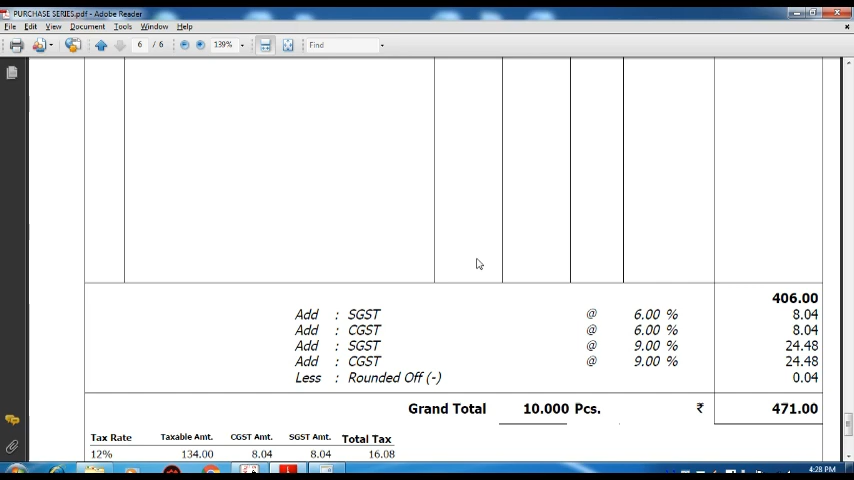 PURCHASE SERIES.pdf - Adobe Reader
File Edit View Document Tools Window Help
6 / 6 139% Find
406.00
Add : SGST @ 6.00 % 8.04
Add : CGST @ 6.00 % 8.04
Add : SGST @ 9.00 % 24.48
Add : CGST @ 9.00 % 24.48
Less : Rounded Off (-) 0.04
Grand Total 10.000 Pcs. ₹ 471.00
Tax Rate Taxable Amt. CGST Amt. SGST Amt. Total Tax
12% 134.00 8.04 8.04 16.08
4:28 PM